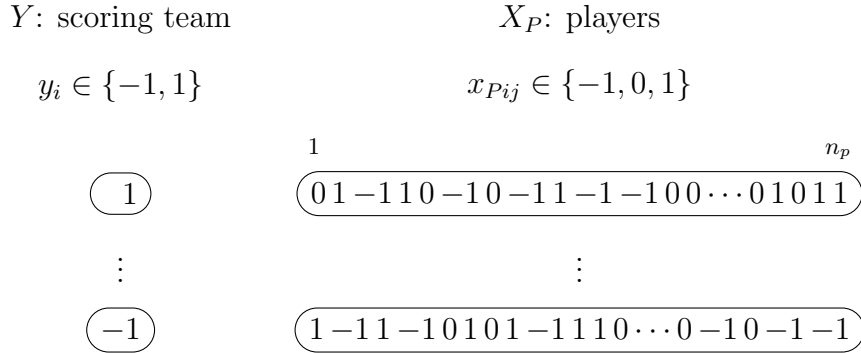 Y: scoring team X_P: players
y_i ∈ {−1, 1} x_{Pij} ∈ {−1, 0, 1}
1 n_p
1 0 1 −1 1 0 −1 0 −1 1 −1 −1 0 0 ⋯ 0 1 0 1 1
⋮ ⋮
−1 1 −1 1 −1 0 1 0 1 −1 1 1 0 ⋯ 0 −1 0 −1 −1